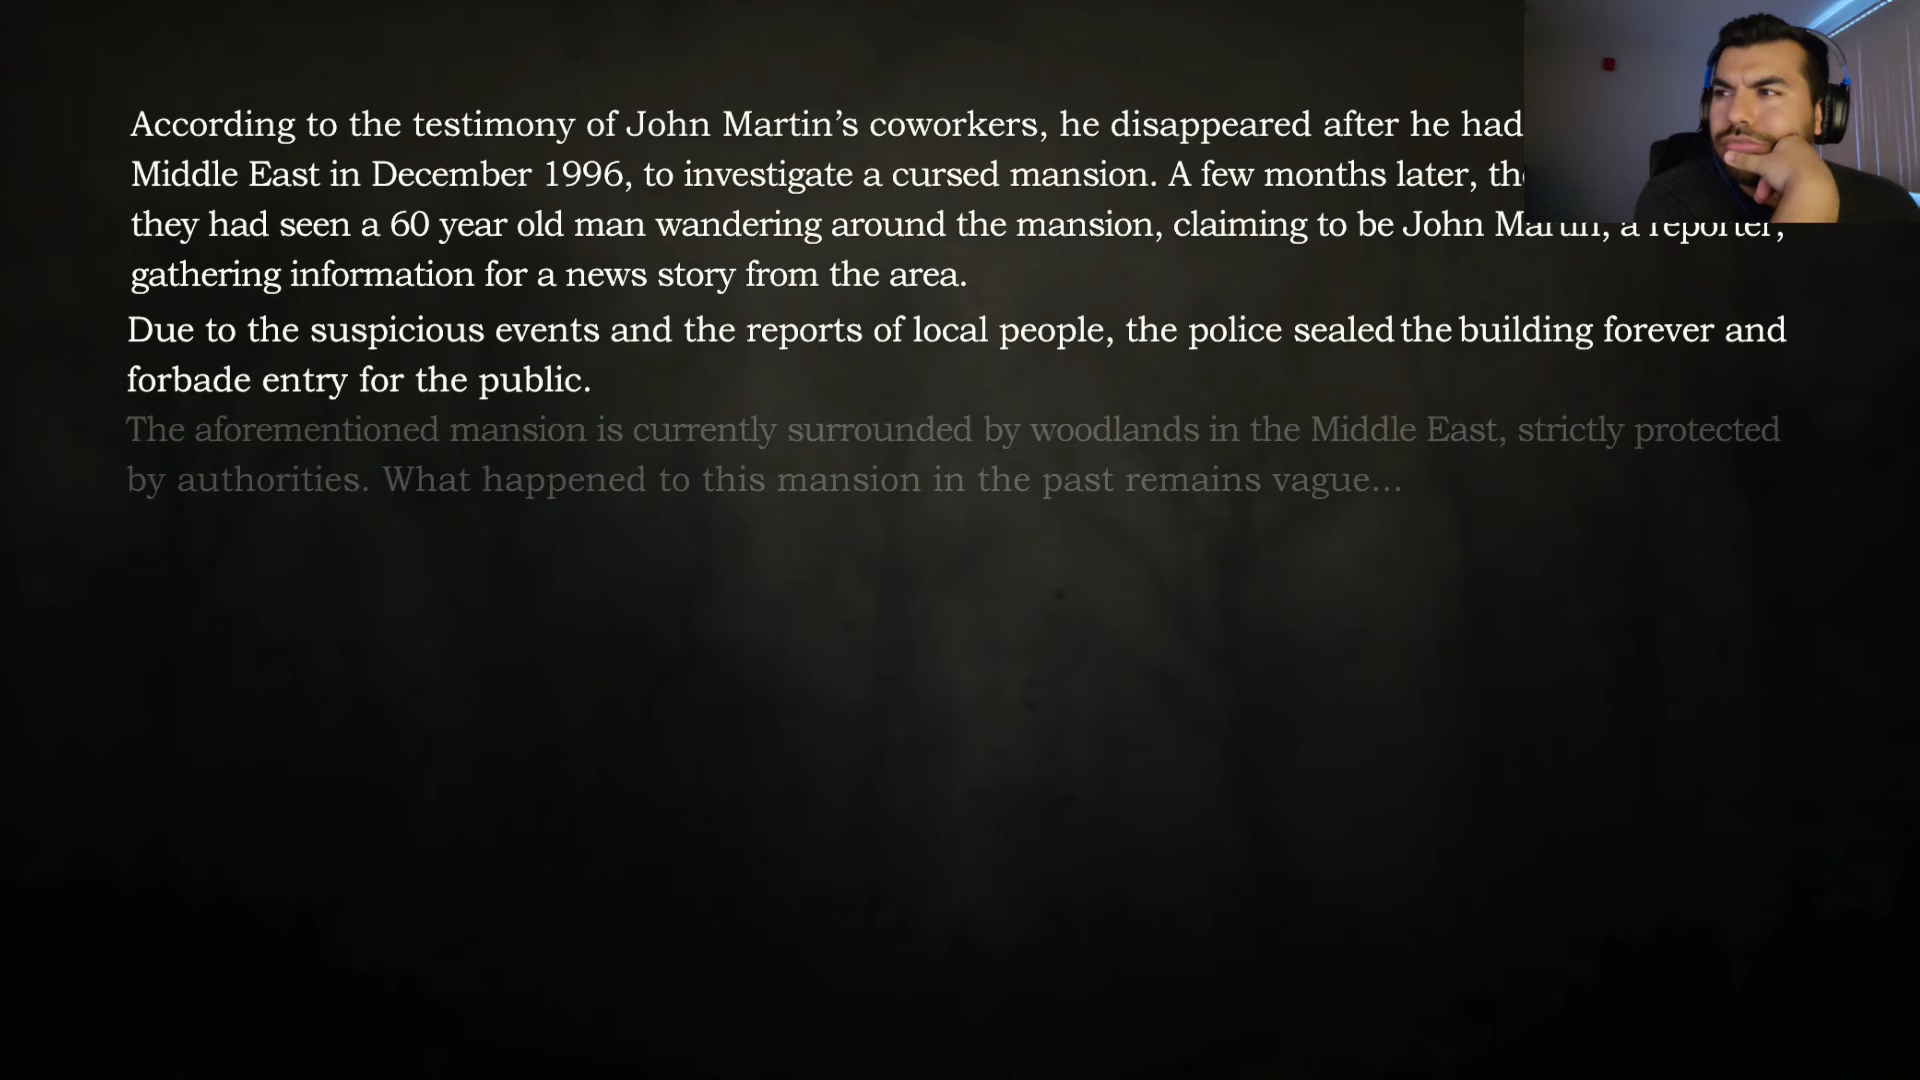 According to the testimony of John Martin’s coworkers, he disappeared after he had
Middle East in December 1996, to investigate a cursed mansion. A few months later,
they had seen a 60 year old man wandering around the mansion, claiming to be John Martin, a reporter,
gathering information for a news story from the area.
Due to the suspicious events and the reports of local people, the police sealed the building forever and
forbade entry for the public.
The aforementioned mansion is currently surrounded by woodlands in the Middle East, strictly protected
by authorities. What happened to this mansion in the past remains vague...